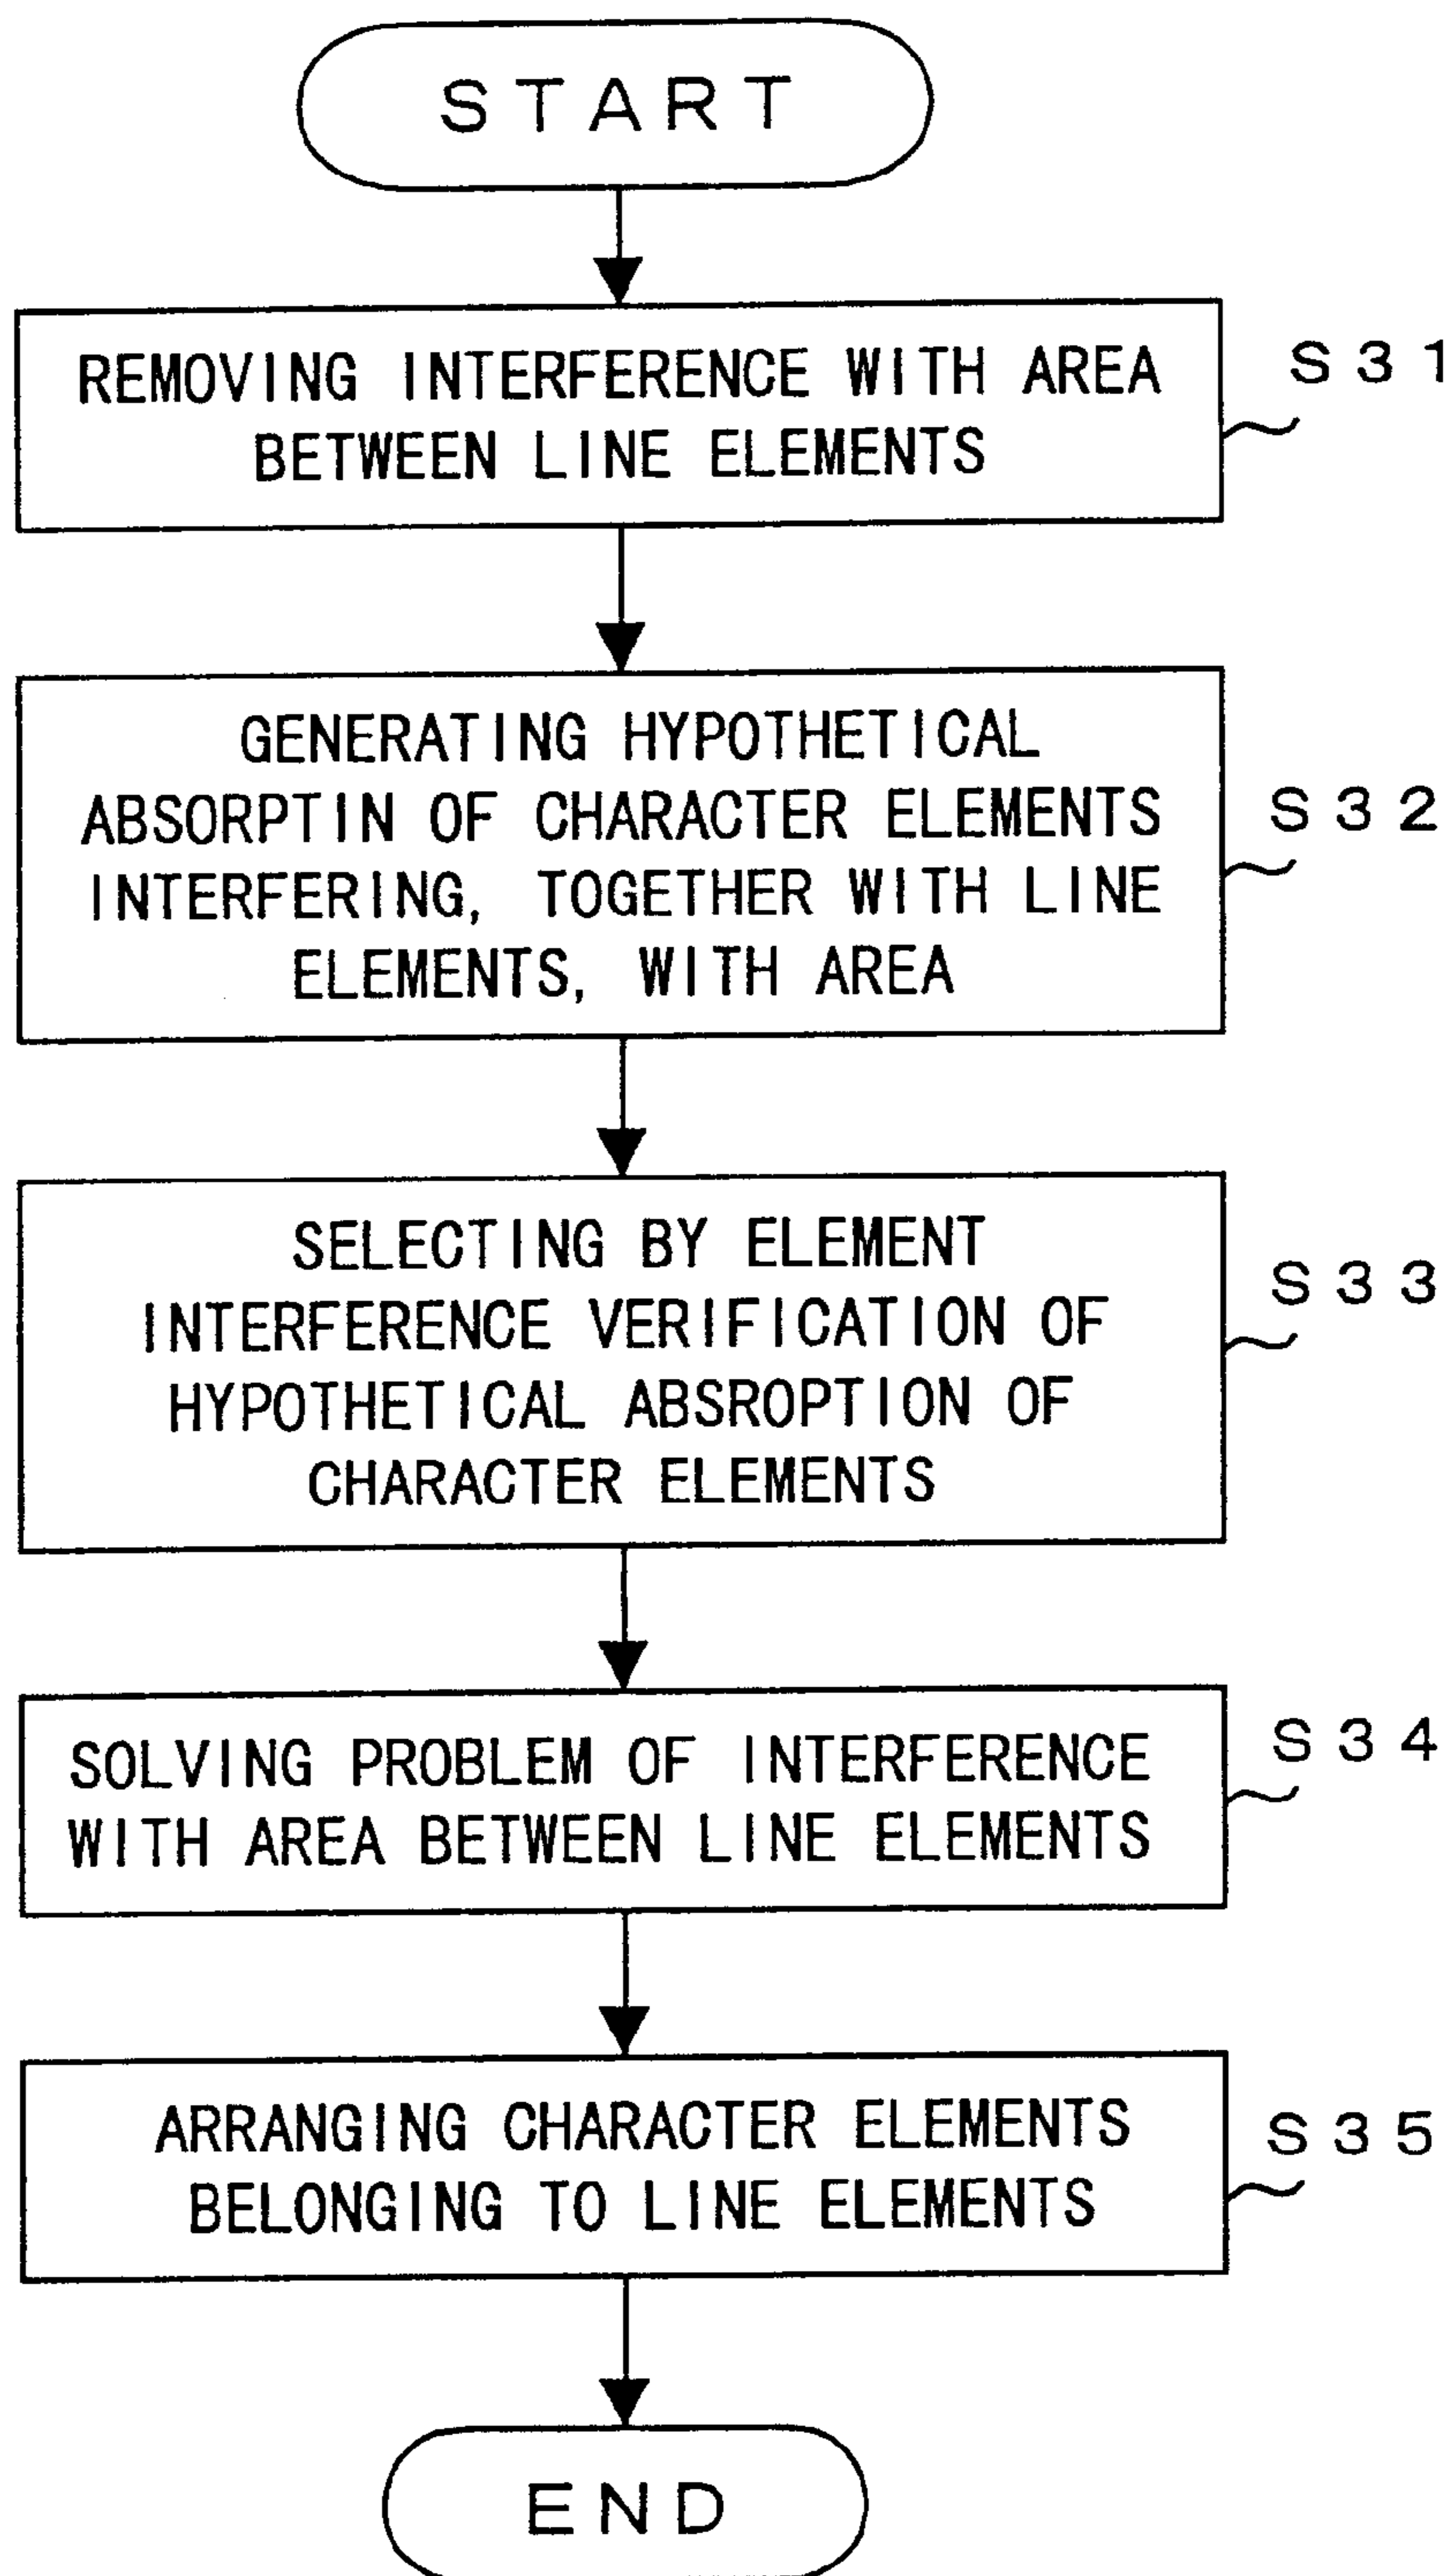 START
REMOVING INTERFERENCE WITH AREA
BETWEEN LINE ELEMENTS
S31
GENERATING HYPOTHETICAL
ABSORPTIN OF CHARACTER ELEMENTS
INTERFERING, TOGETHER WITH LINE
ELEMENTS, WITH AREA
S32
SELECTING BY ELEMENT
INTERFERENCE VERIFICATION OF
HYPOTHETICAL ABSROPTION OF
CHARACTER ELEMENTS
S33
SOLVING PROBLEM OF INTERFERENCE
WITH AREA BETWEEN LINE ELEMENTS
S34
ARRANGING CHARACTER ELEMENTS
BELONGING TO LINE ELEMENTS
S35
END